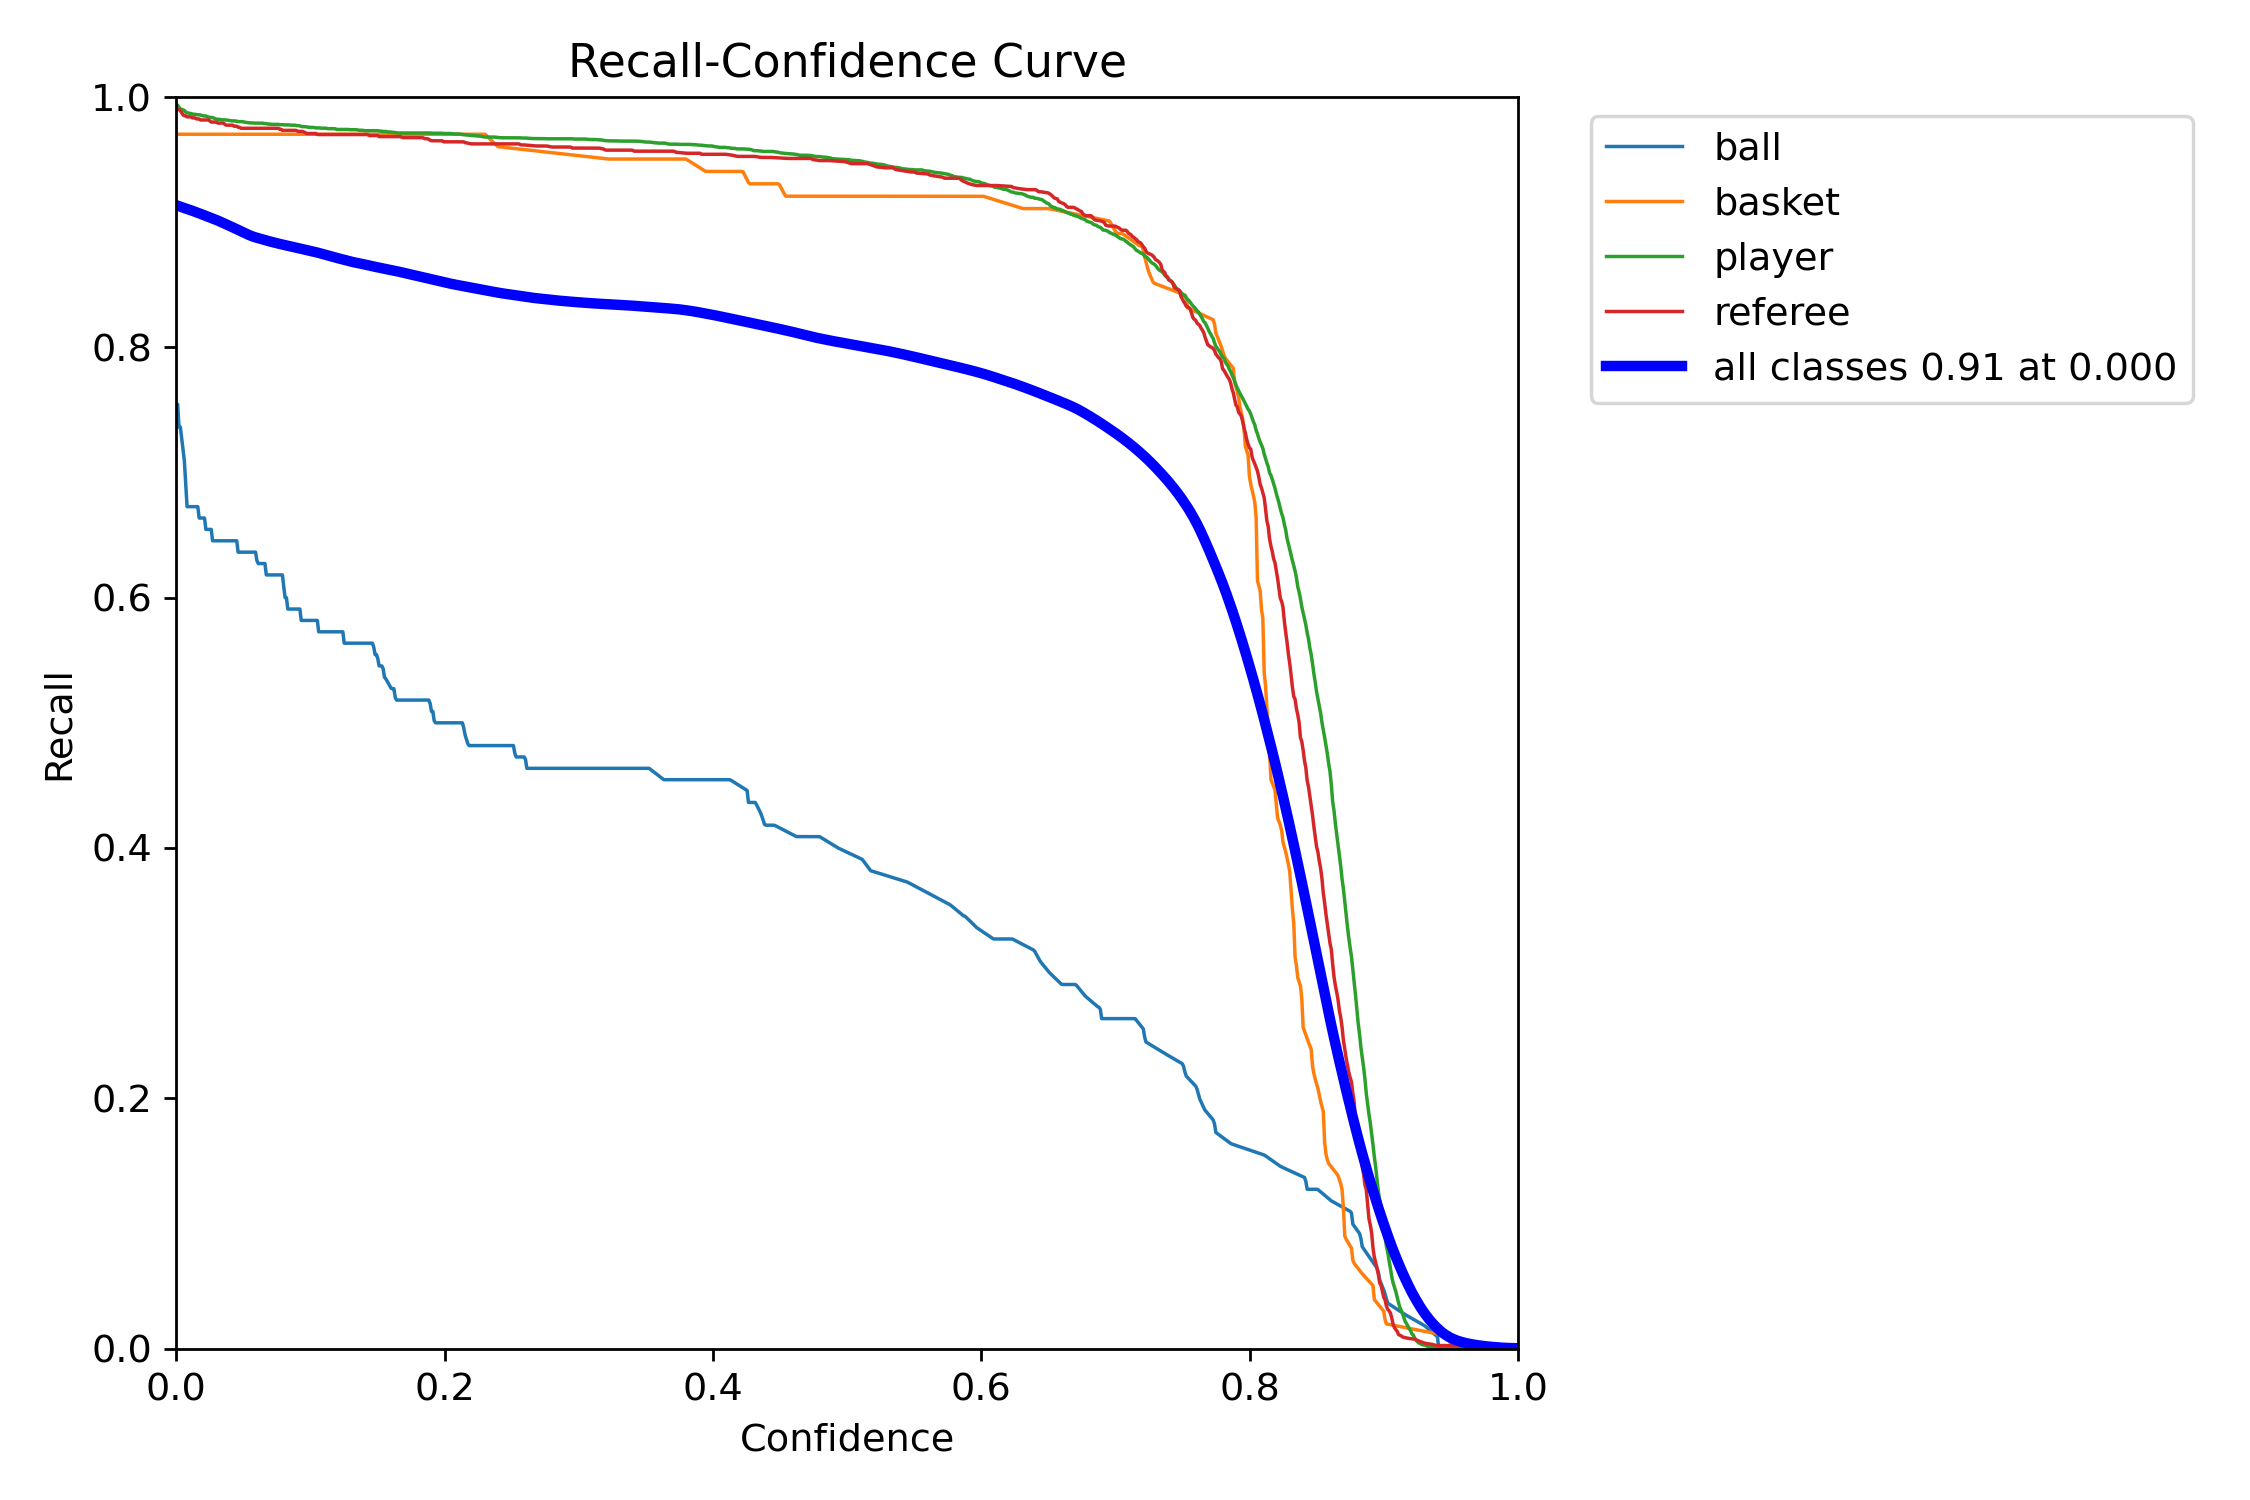 Recall-Confidence Curve
1.0
0.8
0.6
0.4
0.2
0.0
Recall
0.0 0.2 0.4 0.6 0.8 1.0
Confidence
ball
basket
player
referee
all classes 0.91 at 0.000